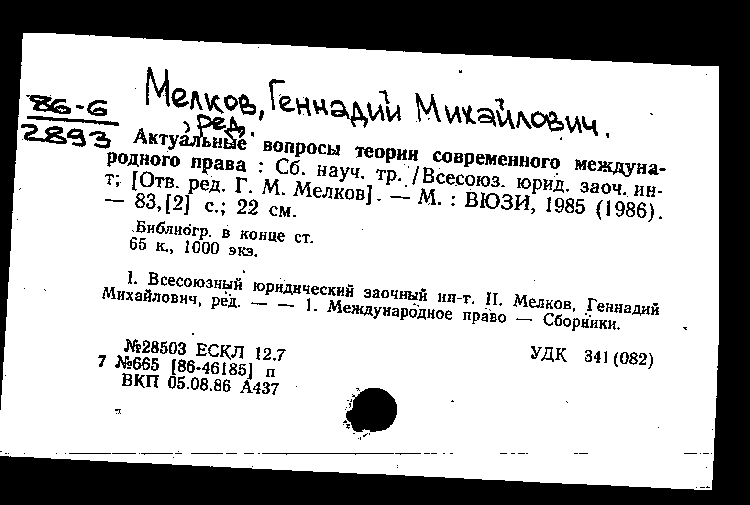 86-6
2893
Мелков, Геннадий Михайлович.
, ред.
Актуальные вопросы теории современного междуна-
родного права : Сб. науч. тр. /Всесоюз. юрид. заоч. ин-
т; [Отв. ред. Г. М. Мелков]. — М. : ВЮЗИ, 1985 (1986).
— 83,[2] с.; 22 см.
Библиогр. в конце ст.
65 к., 1000 экз.
I. Всесоюзный юридический заочный ин-т. II. Мелков, Геннадий
Михайлович, ред. — — 1. Международное право — Сборники.
№28503 ЕСКЛ 12.7
УДК 341(082)
7 №665 [86-46185] п
ВКП 05.08.86 А437